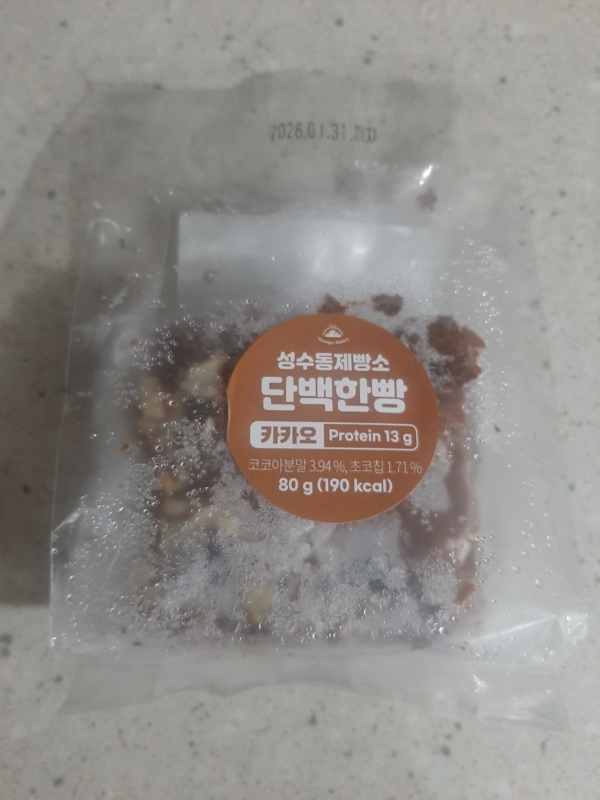 2026.01.31.까지
성수동제빵소
단백한빵
카카오 Protein 13 g
코코아분말 3.94 %, 초코칩 1.71 %
80 g (190 kcal)